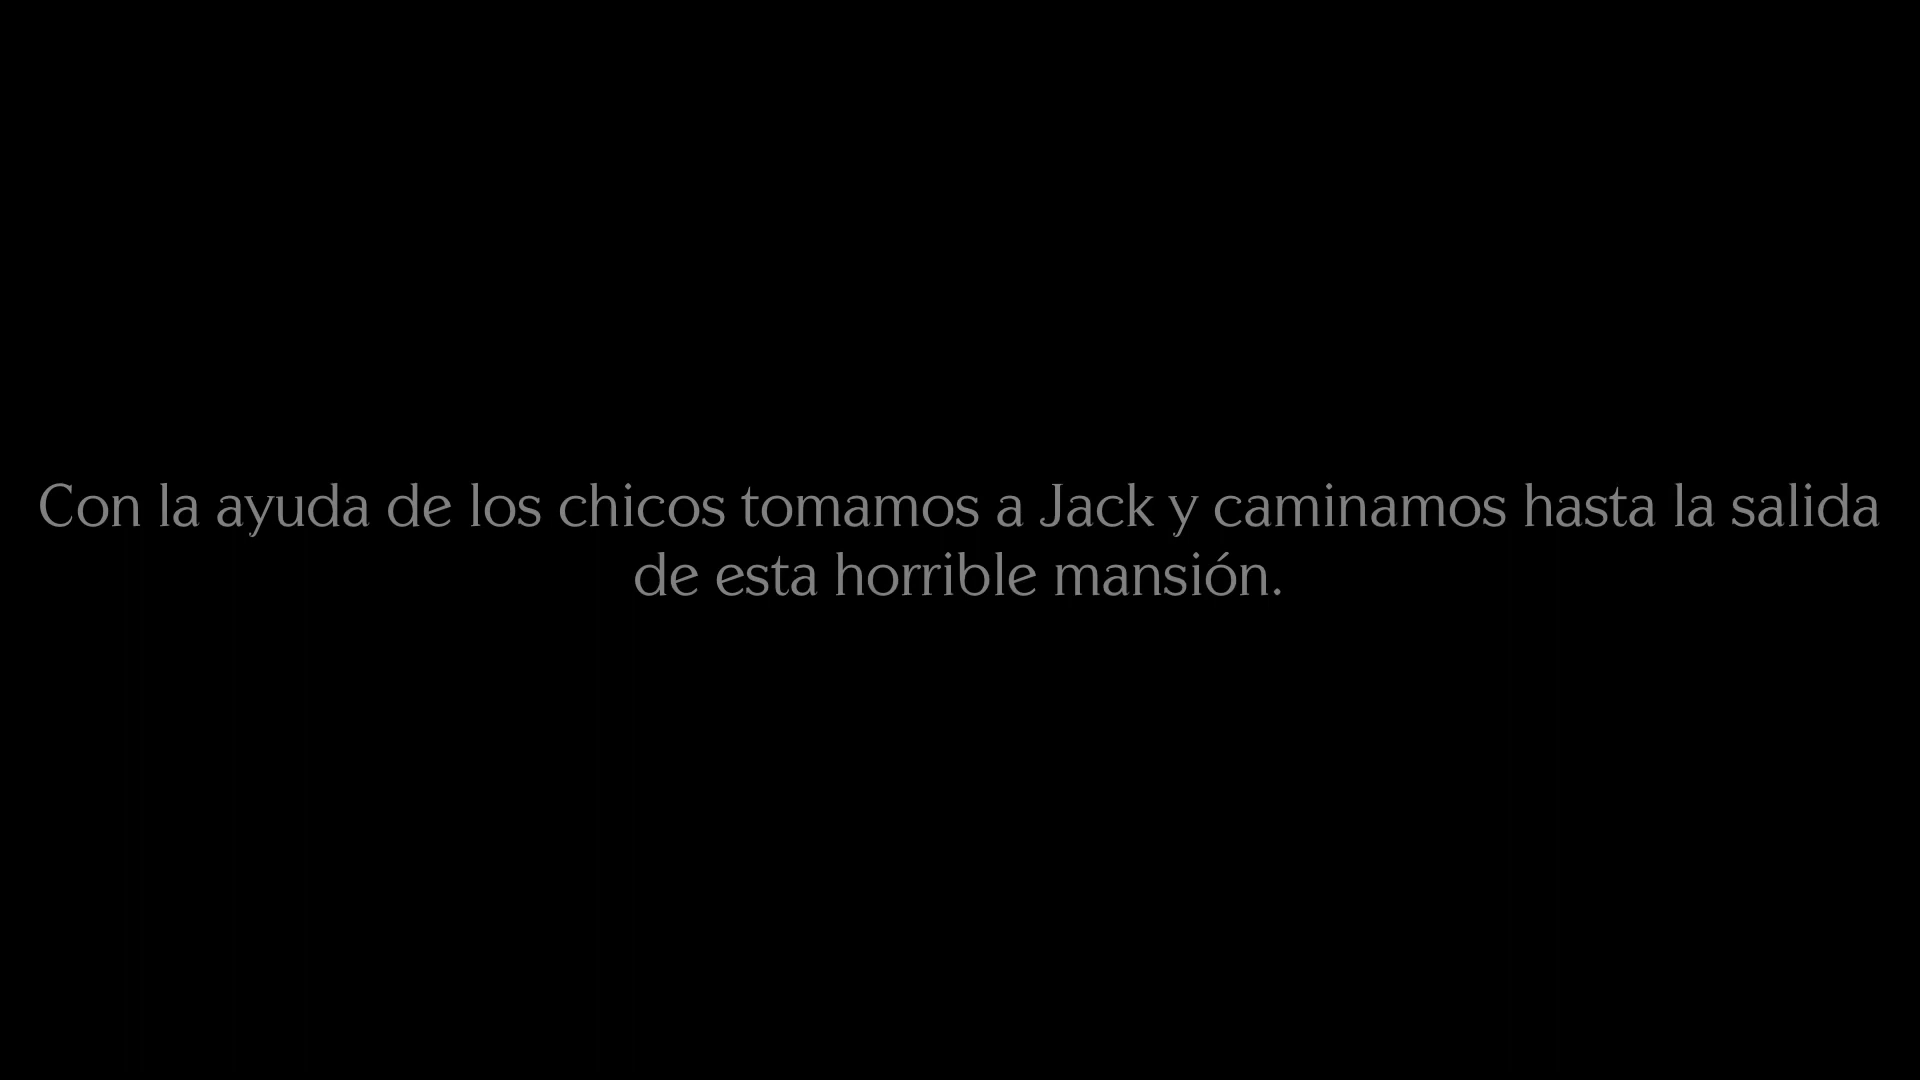 Con la ayuda de los chicos tomamos a Jack y caminamos hasta la salida
de esta horrible mansión.